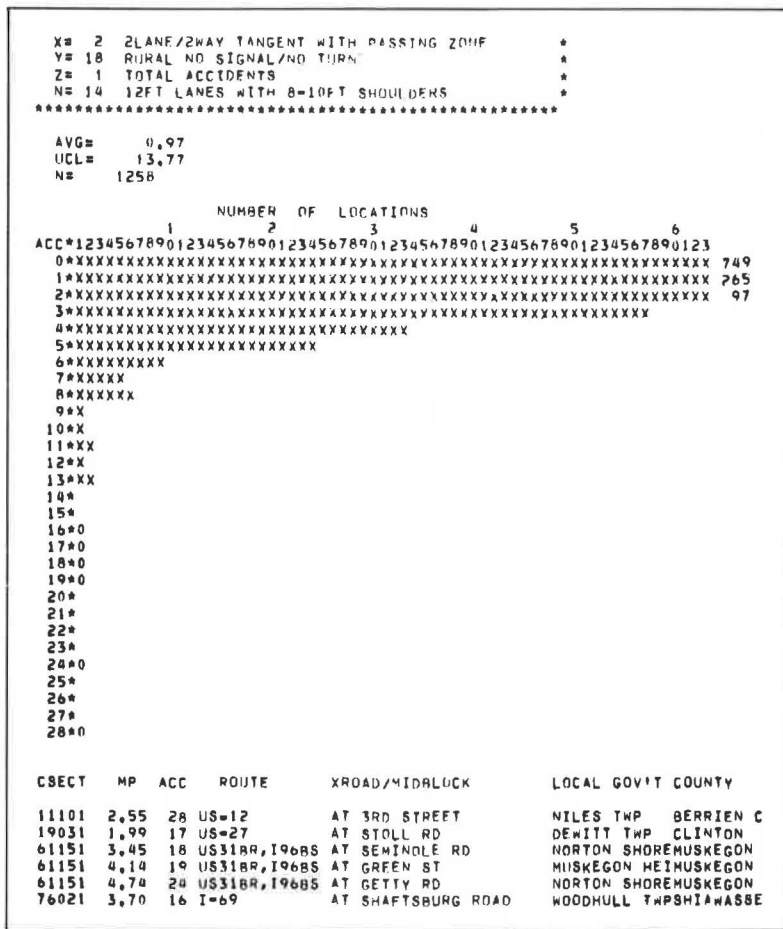 X= 2 2LANE/2WAY TANGENT WITH PASSING ZONE *
Y= 18 RURAL NO SIGNAL/NO TURN *
Z= 1 TOTAL ACCIDENTS *
N= 14 12FT LANES WITH 8-10FT SHOULDERS *
****************************************************
AVG= 0.97
UCL= 13.77
N= 1258
NUMBER OF LOCATIONS
1 2 3 4 5 6
ACC*123456789012345678901234567890123456789012345678901234567890123
0*XXXXXXXXXXXXXXXXXXXXXXXXXXXXXXXXXXXXXXXXXXXXXXXXXXXXXXXXXXXXXXX 749
1*XXXXXXXXXXXXXXXXXXXXXXXXXXXXXXXXXXXXXXXXXXXXXXXXXXXXXXXXXXXXXXX 265
2*XXXXXXXXXXXXXXXXXXXXXXXXXXXXXXXXXXXXXXXXXXXXXXXXXXXXXXXXXXXXXXX 97
3*XXXXXXXXXXXXXXXXXXXXXXXXXXXXXXXXXXXXXXXXXXXXXXXXXXXXXXXXX
4*XXXXXXXXXXXXXXXXXXXXXXXXXXXXXXXXX
5*XXXXXXXXXXXXXXXXXXXXXXXX
6*XXXXXXXXX
7*XXXXX
8*XXXXXX
9*X
10*X
11*XX
12*X
13*XX
14*
15*
16*0
17*0
18*0
19*0
20*
21*
22*
23*
24*0
25*
26*
27*
28*0
CSECT MP ACC ROUTE XROAD/MIDBLUCK LOCAL GOV'T COUNTY
11101 2.55 28 US-12 AT 3RD STREET NILES TWP BERRIEN C
19031 1.99 17 US-27 AT STOLL RD DEWITT TWP CLINTON
61151 3.45 18 US31BR,I96BS AT SEMINOLE RD NORTON SHOREMUSKEGON
61151 4.14 19 US31BR,I96BS AT GREEN ST MUSKEGON HEIMUSKEGON
61151 4.74 24 US31BR,I96BS AT GETTY RD NORTON SHOREMUSKEGON
76021 3.70 16 I-69 AT SHAFTSBURG ROAD WOODHULL TWPSHIAWASSE